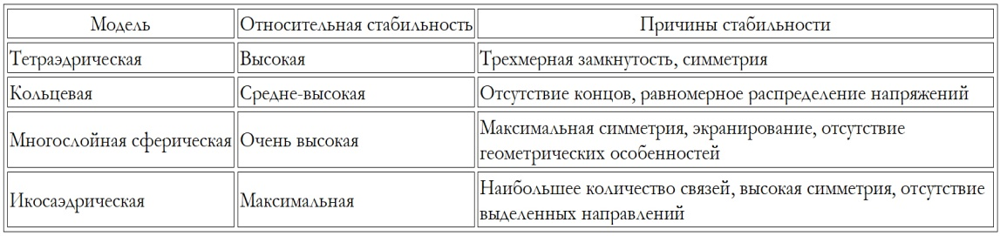 Модель Относительная стабильность Причины стабильности
Тетраэдрическая Высокая Трехмерная замкнутость, симметрия
Кольцевая Средне-высокая Отсутствие концов, равномерное распределение напряжений
Многослойная сферическая Очень высокая Максимальная симметрия, экранирование, отсутствие
геометрических особенностей
Икосаэдрическая Максимальная Наибольшее количество связей, высокая симметрия, отсутствие
выделенных направлений